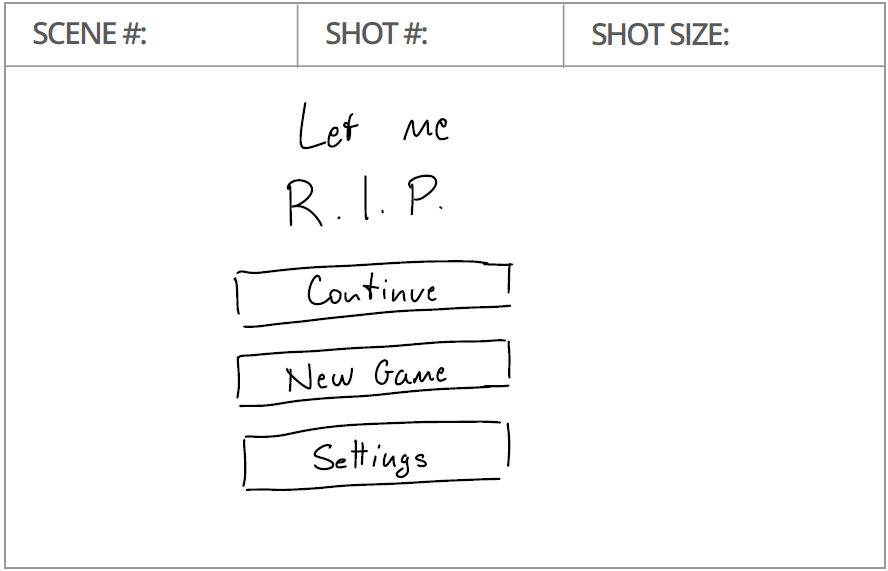 SCENE #: SHOT #: SHOT SIZE:
Let me
R.I.P.
Continue
New Game
Settings